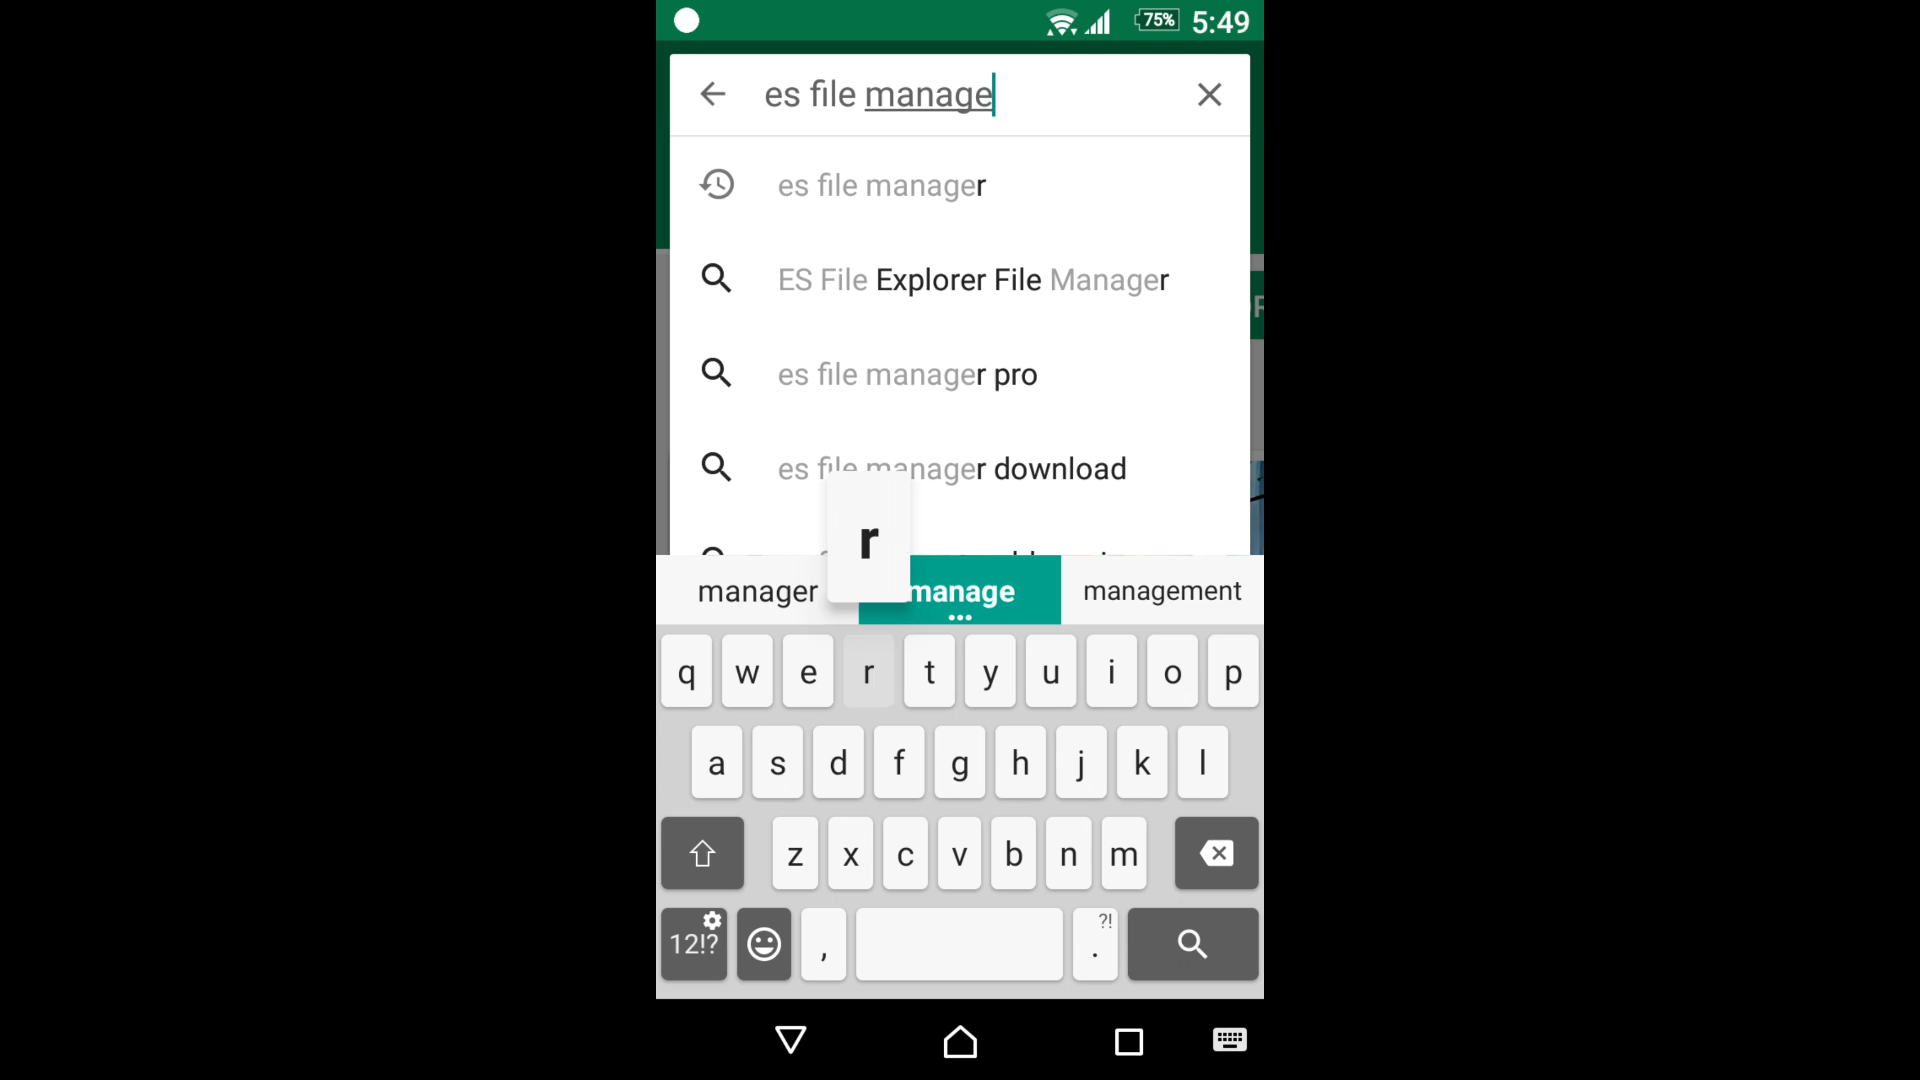 75% 5:49
es file manage
es file manager
ES File Explorer File Manager
es file manager pro
es file manager download
r
manager manage management
q w e r t y u i o p
a s d f g h j k l
z x c v b n m
12!? , . ?!